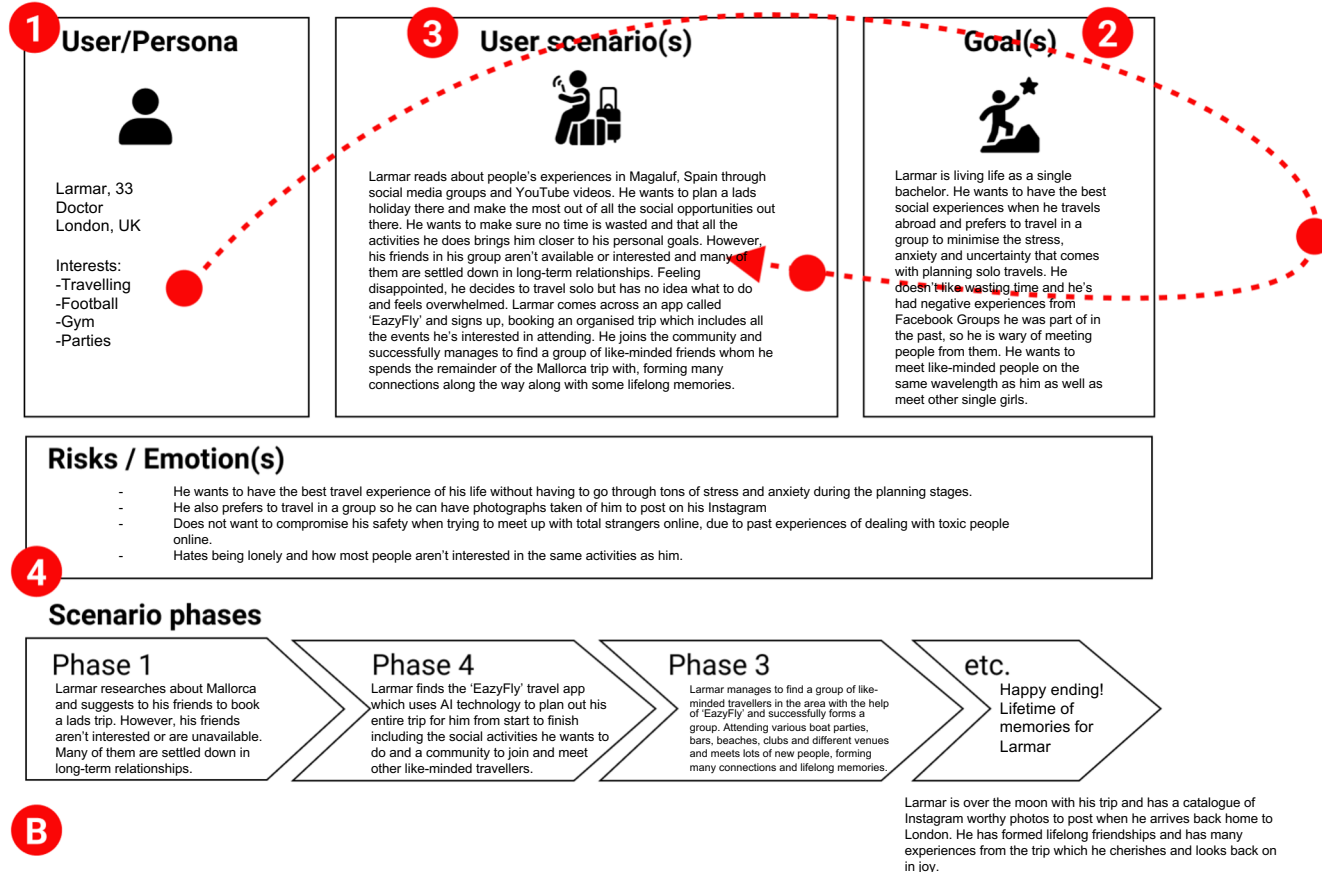 1
User/Persona
Larmar, 33
Doctor
London, UK
Interests:
-Travelling
-Football
-Gym
-Parties
3
User scenario(s)
Larmar reads about people's experiences in Magaluf, Spain through
social media groups and YouTube videos. He wants to plan a lads
holiday there and make the most out of all the social opportunities out
there. He wants to make sure no time is wasted and that all the
activities he does brings him closer to his personal goals. However,
his friends in his group aren't available or interested and many of
them are settled down in long-term relationships. Feeling
disappointed, he decides to travel solo but has no idea what to do
and feels overwhelmed. Larmar comes across an app called
'EazyFly' and signs up, booking an organised trip which includes all
the events he's interested in attending. He joins the community and
successfully manages to find a group of like-minded friends whom he
spends the remainder of the Mallorca trip with, forming many
connections along the way along with some lifelong memories.
Goal(s)
2
Larmar is living life as a single
bachelor. He wants to have the best
social experiences when he travels
abroad and prefers to travel in a
group to minimise the stress,
anxiety and uncertainty that comes
with planning solo travels. He
doesn't like wasting time and he's
had negative experiences from
Facebook Groups he was part of in
the past, so he is wary of meeting
people from them. He wants to
meet like-minded people on the
same wavelength as him as well as
meet other single girls.
Risks / Emotion(s)
- He wants to have the best travel experience of his life without having to go through tons of stress and anxiety during the planning stages.
- He also prefers to travel in a group so he can have photographs taken of him to post on his Instagram
- Does not want to compromise his safety when trying to meet up with total strangers online, due to past experiences of dealing with toxic people
online.
- Hates being lonely and how most people aren't interested in the same activities as him.
4
Scenario phases
Phase 1
Larmar researches about Mallorca
and suggests to his friends to book
a lads trip. However, his friends
aren't interested or are unavailable.
Many of them are settled down in
long-term relationships.
Phase 4
Larmar finds the 'EazyFly' travel app
which uses AI technology to plan out his
entire trip for him from start to finish
including the social activities he wants to
do and a community to join and meet
other like-minded travellers.
Phase 3
Larmar manages to find a group of like-
minded travellers in the area with the help
of 'EazyFly' and successfully forms a
group. Attending various boat parties,
bars, beaches, clubs and different venues
and meets lots of new people, forming
many connections and lifelong memories.
etc.
Happy ending!
Lifetime of
memories for
Larmar
B
Larmar is over the moon with his trip and has a catalogue of
Instagram worthy photos to post when he arrives back home to
London. He has formed lifelong friendships and has many
experiences from the trip which he cherishes and looks back on
in joy.